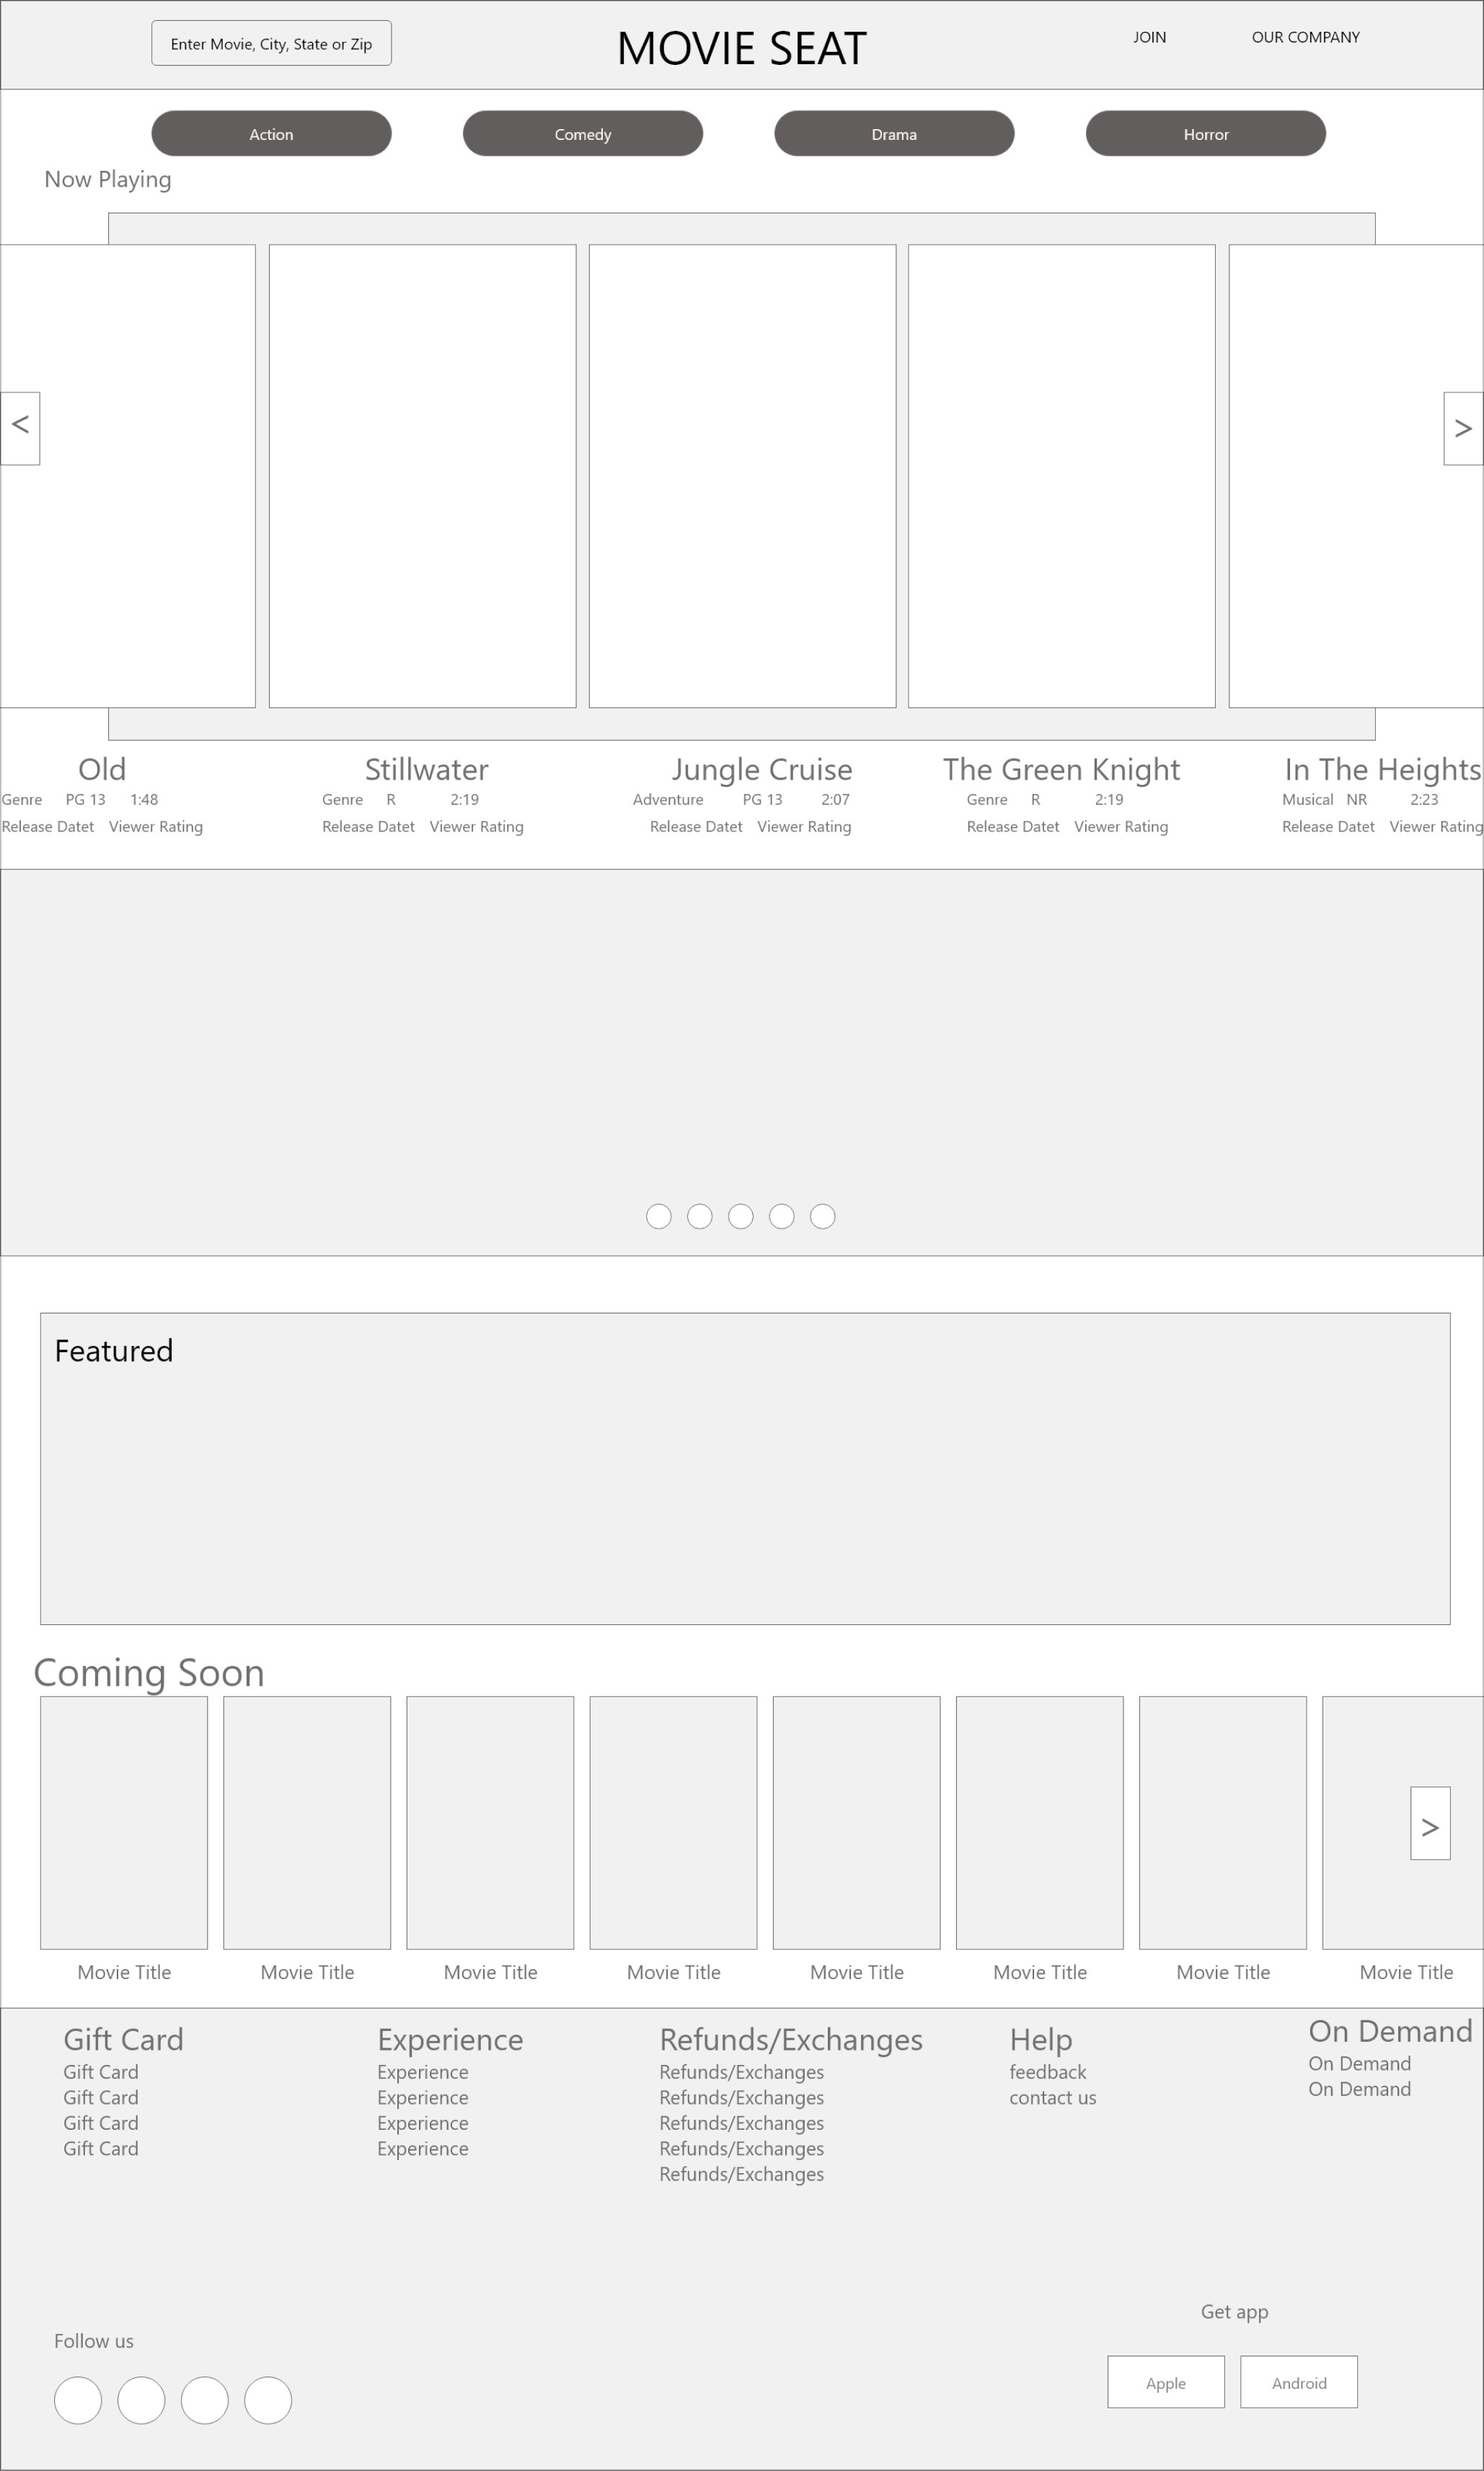 Enter Movie, City, State or Zip
MOVIE SEAT
JOIN
OUR COMPANY
Action
Comedy
Drama
Horror
Now Playing
<
>
Old
Genre PG 13 1:48
Release Datet Viewer Rating
Stillwater
Genre R 2:19
Release Datet Viewer Rating
Jungle Cruise
Adventure PG 13 2:07
Release Datet Viewer Rating
The Green Knight
Genre R 2:19
Release Datet Viewer Rating
In The Heights
Musical NR 2:23
Release Datet Viewer Rating
Featured
Coming Soon
>
Movie Title
Movie Title
Movie Title
Movie Title
Movie Title
Movie Title
Movie Title
Movie Title
Gift Card
Gift Card
Gift Card
Gift Card
Gift Card
Experience
Experience
Experience
Experience
Experience
Refunds/Exchanges
Refunds/Exchanges
Refunds/Exchanges
Refunds/Exchanges
Refunds/Exchanges
Refunds/Exchanges
Help
feedback
contact us
On Demand
On Demand
On Demand
Follow us
Get app
Apple
Android